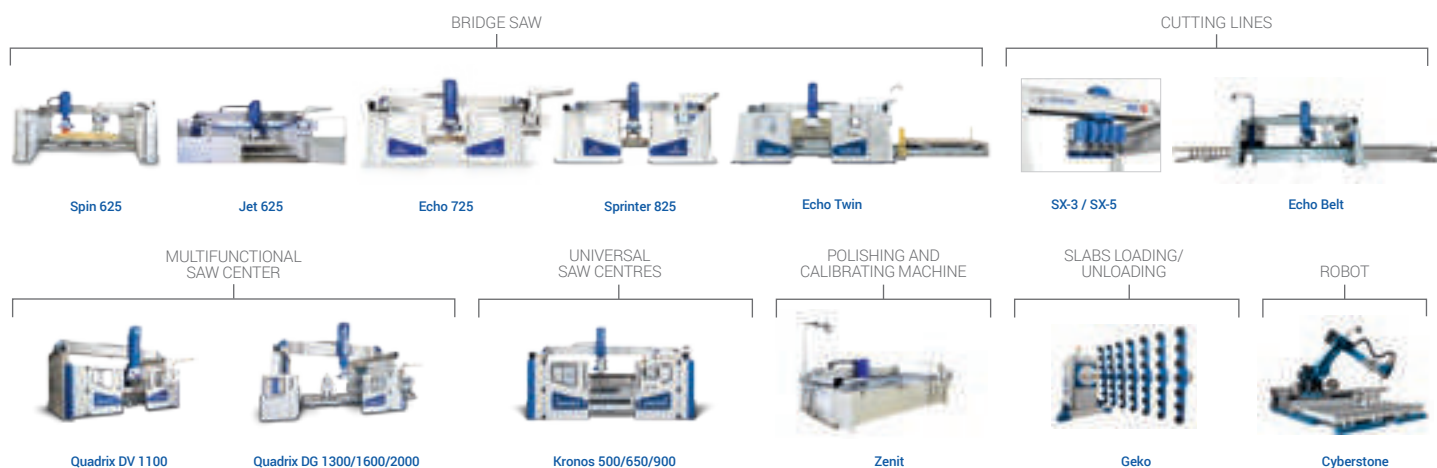 BRIDGE SAW
CUTTING LINES
Spin 625
Jet 625
Echo 725
Sprinter 825
Echo Twin
SX-3 / SX-5
Echo Belt
MULTIFUNCTIONAL
SAW CENTER
UNIVERSAL
SAW CENTRES
POLISHING AND
CALIBRATING MACHINE
SLABS LOADING/
UNLOADING
ROBOT
Quadrix DV 1100
Quadrix DG 1300/1600/2000
Kronos 500/650/900
Zenit
Geko
Cyberstone